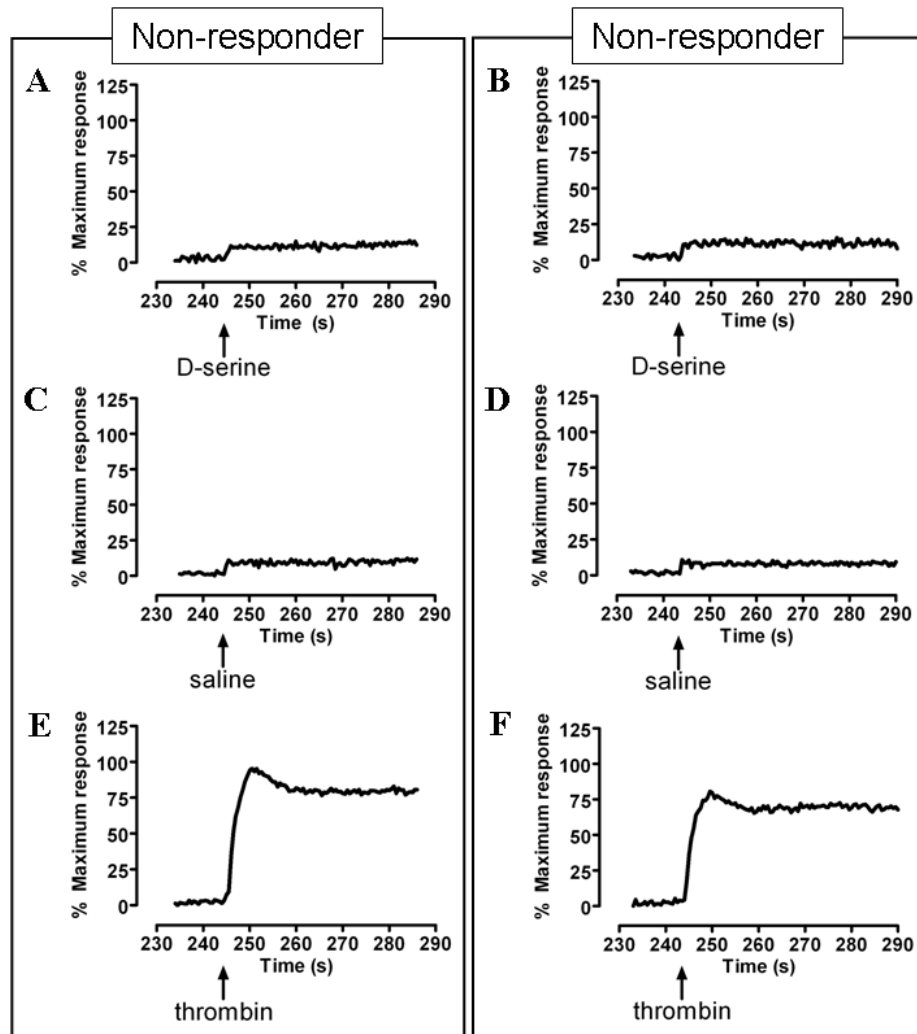 Non-responder
Non-responder
A
% Maximum response
125
100
75
50
25
0
230 240 250 260 270 280 290
Time (s)
D-serine
B
% Maximum response
125
100
75
50
25
0
230 240 250 260 270 280 290
Time (s)
D-serine
C
% Maximum response
125
100
75
50
25
0
230 240 250 260 270 280 290
Time (s)
saline
D
% Maximum response
125
100
75
50
25
0
230 240 250 260 270 280 290
Time (s)
saline
E
% Maximum response
125
100
75
50
25
0
230 240 250 260 270 280 290
Time (s)
thrombin
F
% Maximum response
125
100
75
50
25
0
230 240 250 260 270 280 290
Time (s)
thrombin